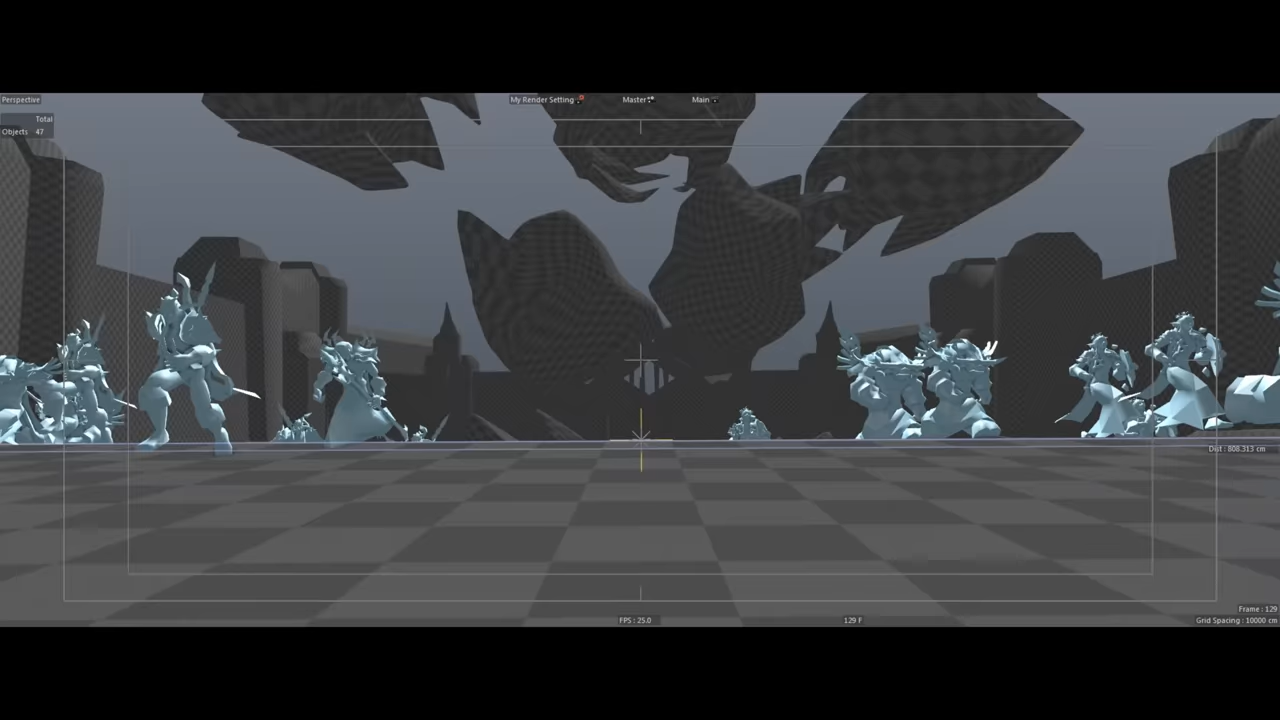 Perspective
My Render Setting
Master
Main
Total
Objects 47
Dist : 808.313 cm
Frame : 129
FPS : 25.0
129 F
Grid Spacing : 10000 cm